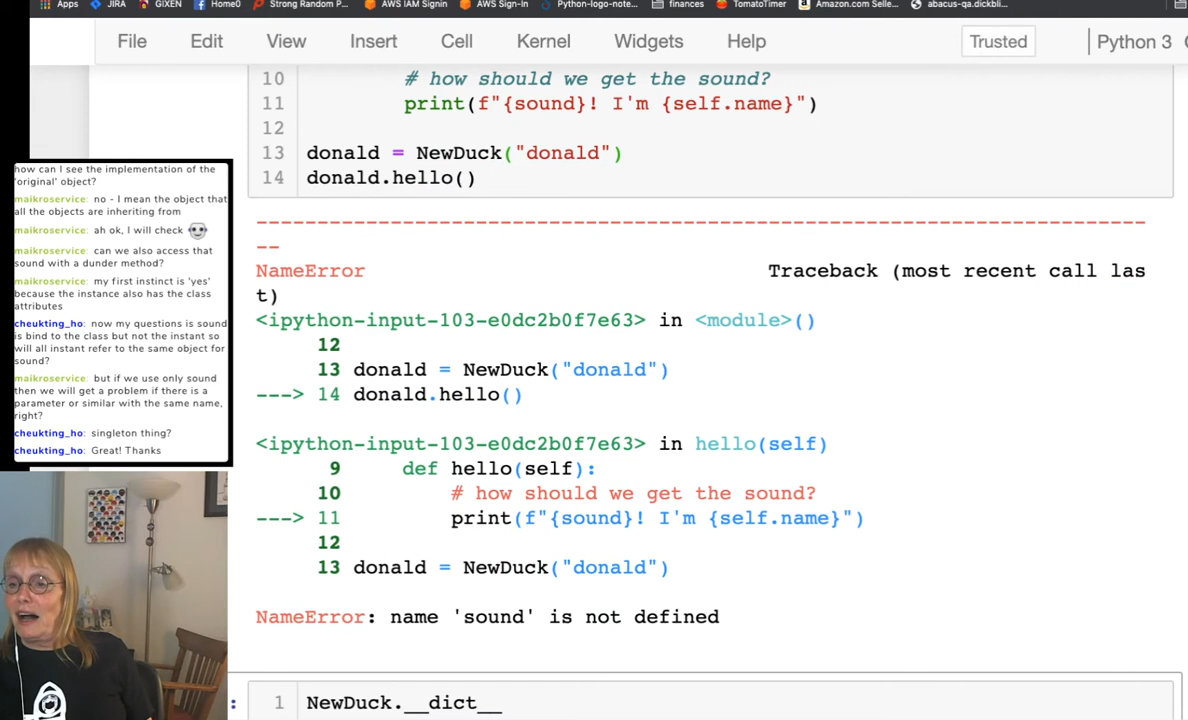 Apps
JIRA
GIXEN
Home0
Strong Random P...
AWS IAM Signin
AWS Sign-In
Python-logo-note...
finances
TomatoTimer
Amazon.com Selle...
abacus-qa.dickbli...
File Edit View Insert Cell Kernel Widgets Help Trusted Python 3
10 # how should we get the sound?
11 print(f"{sound}! I'm {self.name}")
12
13 donald = NewDuck("donald")
14 donald.hello()
---------------------------------------------------------------------------
--
NameError Traceback (most recent call las
t)
<ipython-input-103-e0dc2b0f7e63> in <module>()
12
13 donald = NewDuck("donald")
---> 14 donald.hello()
<ipython-input-103-e0dc2b0f7e63> in hello(self)
9 def hello(self):
10 # how should we get the sound?
---> 11 print(f"{sound}! I'm {self.name}")
12
13 donald = NewDuck("donald")
NameError: name 'sound' is not defined
: 1 NewDuck.__dict__
how can I see the implementation of the
'original' object?
maikroservice: no - I mean the object that
all the objects are inheriting from
maikroservice: ah ok, I will check
maikroservice: can we also access that
sound with a dunder method?
maikroservice: my first instinct is 'yes'
because the instance also has the class
attributes
cheukting_ho: now my questions is sound
is bind to the class but not the instant so
will all instant refer to the same object for
sound?
maikroservice: but if we use only sound
then we will get a problem if there is a
parameter or similar with the same name,
right?
cheukting_ho: singleton thing?
cheukting_ho: Great! Thanks